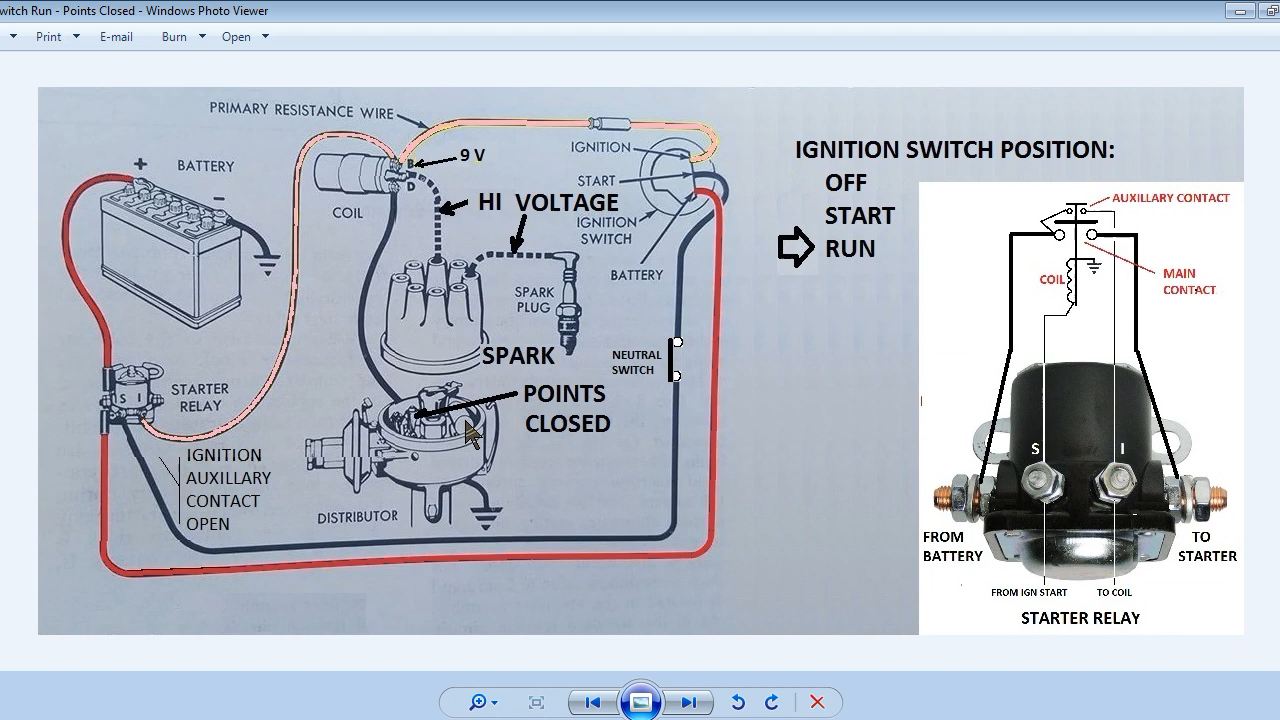 witch Run - Points Closed - Windows Photo Viewer
Print E-mail Burn Open
PRIMARY RESISTANCE WIRE
BATTERY
+
-
COIL
B
D
9 V
HI VOLTAGE
IGNITION
START
IGNITION
SWITCH
BATTERY
SPARK
PLUG
SPARK
POINTS
CLOSED
NEUTRAL
SWITCH
S I
STARTER
RELAY
IGNITION
AUXILLARY
CONTACT
OPEN
DISTRIBUTOR
IGNITION SWITCH POSITION:
OFF
START
RUN
AUXILLARY CONTACT
COIL
MAIN
CONTACT
S I
FROM
BATTERY
TO
STARTER
FROM IGN START
TO COIL
STARTER RELAY